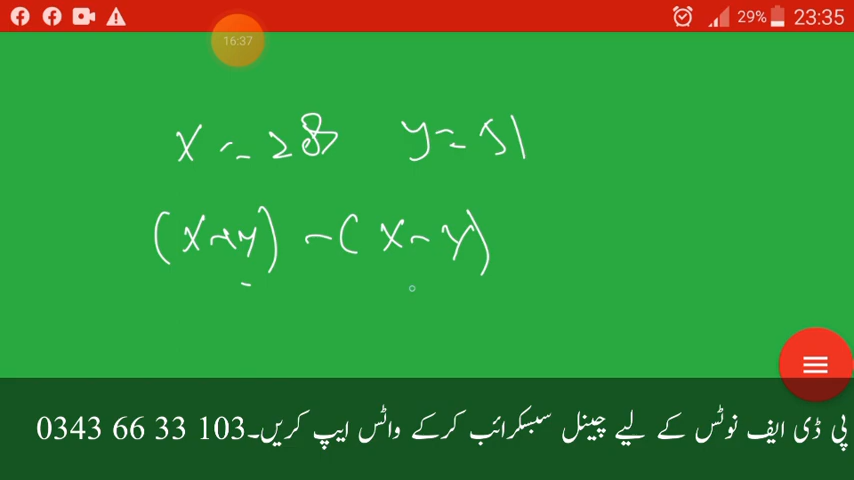 29% 23:35
16:37
x = 28 y = 51
(x+y) - (x - y)
پی ڈی ایف نوٹس کے لیے چینل سبسکرائب کرکے واٹس ایپ کریں۔103 33 66 0343